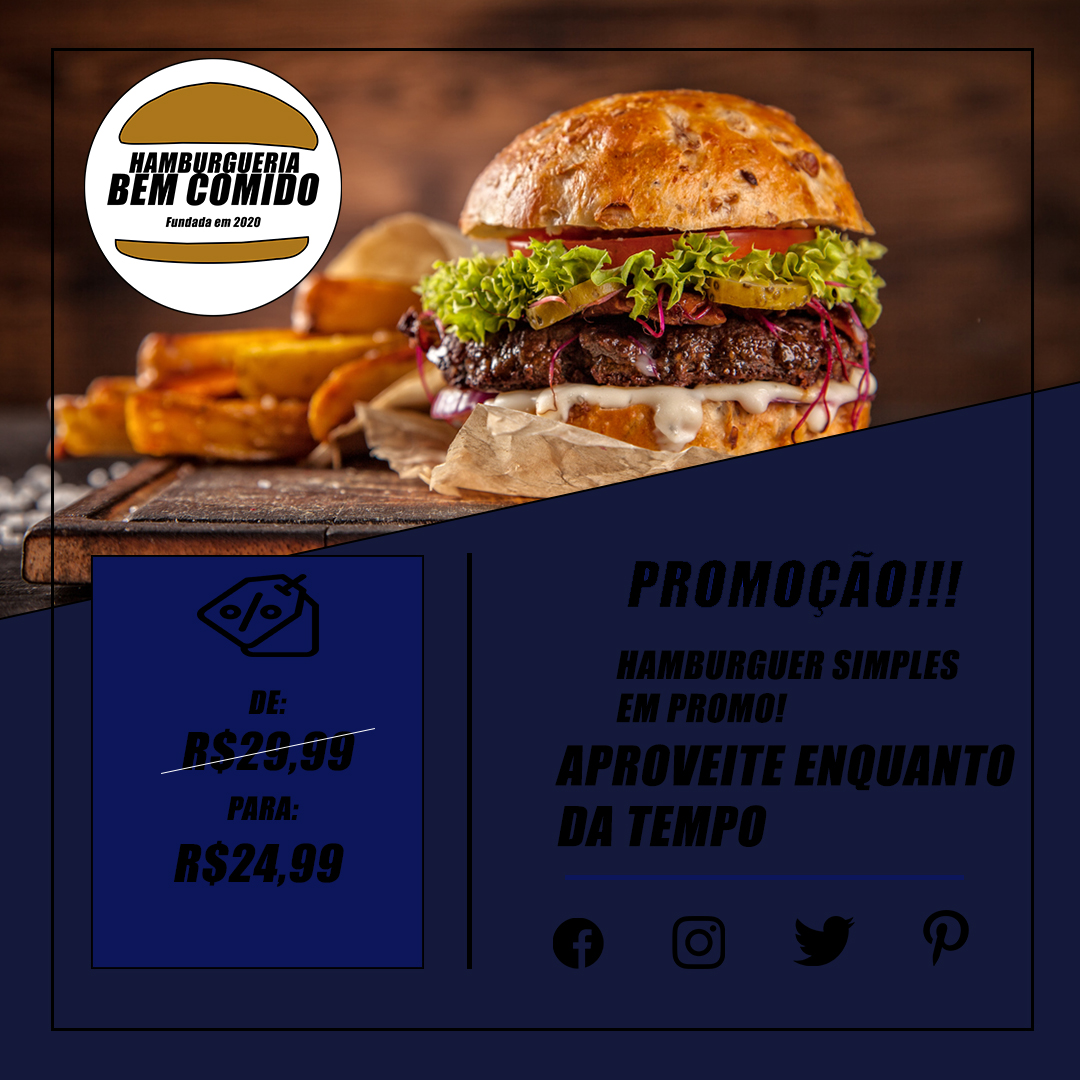 HAMBURGUERIA
BEM COMIDO
Fundada em 2020
%
DE:
R$29,99
PARA:
R$24,99
PROMOÇÃO!!!
HAMBURGUER SIMPLES
EM PROMO!
APROVEITE ENQUANTO
DA TEMPO